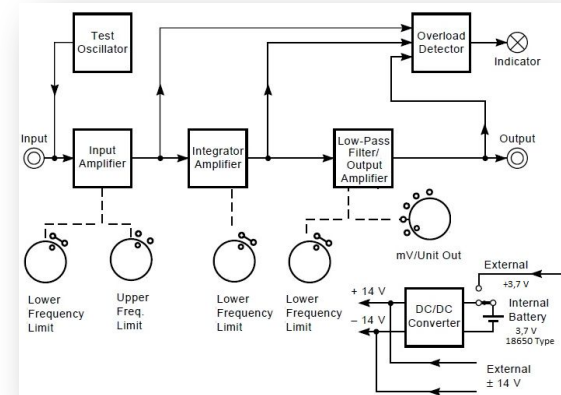 Test
Oscillator
Overload
Detector
Indicator
Input
Input
Amplifier
Integrator
Amplifier
Low-Pass
Filter/
Output
Amplifier
Output
mV/Unit Out
Lower
Frequency
Limit
Upper
Freq.
Limit
Lower
Frequency
Limit
Lower
Frequency
Limit
External
+3,7 V
+ 14 V
– 14 V
DC/DC
Converter
Internal
Battery
3,7 V
18650 Type
External
± 14 V